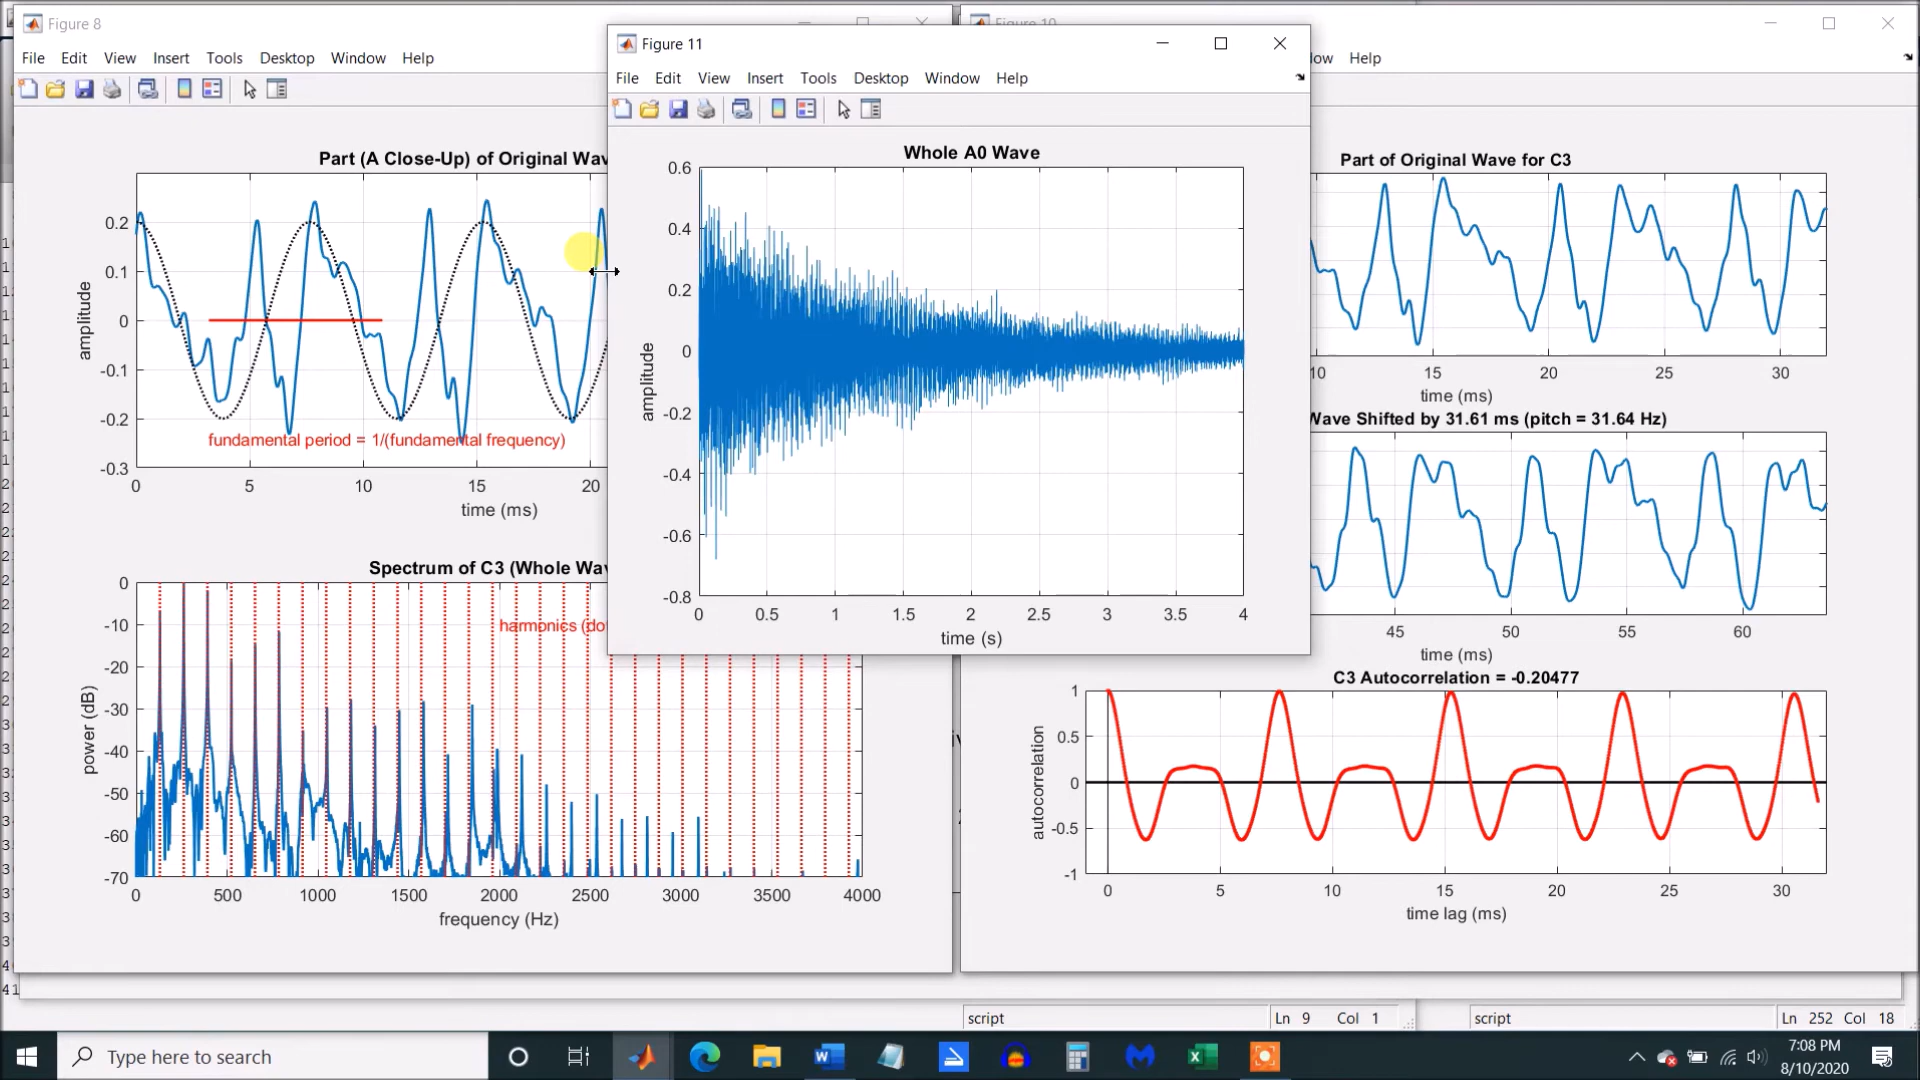 Figure 8
File Edit View Insert Tools Desktop Window Help
Part (A Close-Up) of Original Wav
0.2
0.1
0
-0.1
-0.2
-0.3
amplitude
fundamental period = 1/(fundamental frequency)
0 5 10 15 20
time (ms)
Spectrum of C3 (Whole Wav
0
-10
-20
-30
-40
-50
-60
-70
power (dB)
harmonics (do
0 500 1000 1500 2000 2500 3000 3500 4000
frequency (Hz)
Figure 11
File Edit View Insert Tools Desktop Window Help
Whole A0 Wave
0.6
0.4
0.2
0
-0.2
-0.4
-0.6
-0.8
amplitude
0 0.5 1 1.5 2 2.5 3 3.5 4
time (s)
Figure 10
ow Help
Part of Original Wave for C3
10 15 20 25 30
time (ms)
Wave Shifted by 31.61 ms (pitch = 31.64 Hz)
45 50 55 60
time (ms)
C3 Autocorrelation = -0.20477
1
0.5
0
-0.5
-1
autocorrelation
0 5 10 15 20 25 30
time lag (ms)
41
script Ln 9 Col 1
script Ln 252 Col 18
Type here to search
7:08 PM
8/10/2020